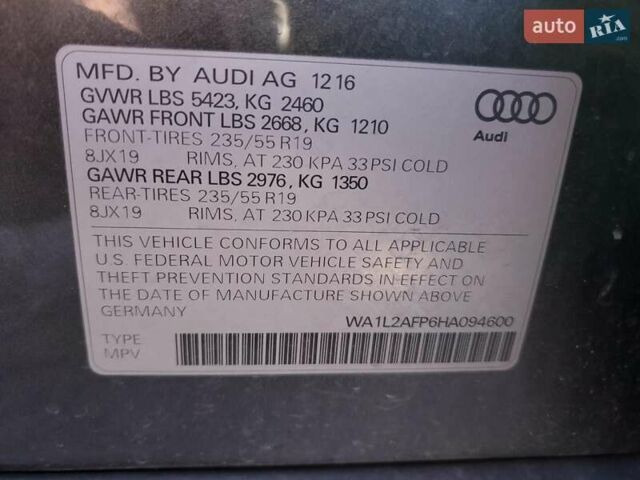 auto RIA .com
MFD. BY AUDI AG 12 16
GVWR LBS 5423, KG 2460
GAWR FRONT LBS 2668, KG 1210
FRONT-TIRES 235/55 R19
8JX19 RIMS, AT 230 KPA 33 PSI COLD
GAWR REAR LBS 2976, KG 1350
REAR-TIRES 235/55 R19
8JX19 RIMS, AT 230 KPA 33 PSI COLD
Audi
THIS VEHICLE CONFORMS TO ALL APPLICABLE
U.S. FEDERAL MOTOR VEHICLE SAFETY AND
THEFT PREVENTION STANDARDS IN EFFECT ON
THE DATE OF MANUFACTURE SHOWN ABOVE
GERMANY
WA1L2AFP6HA094600
TYPE
MPV